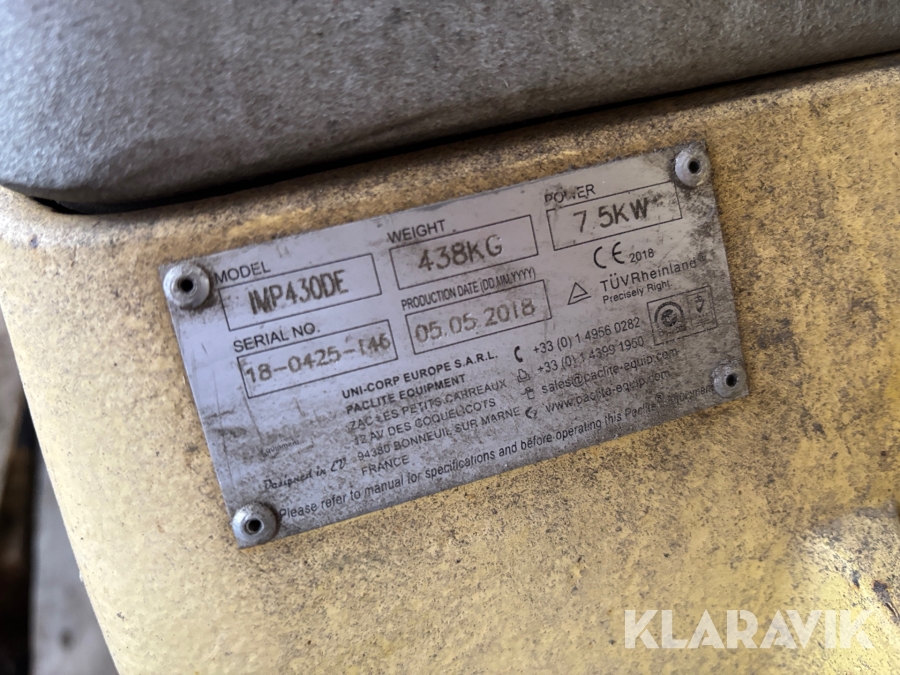 KLARAVIK
MODEL
IMP430DE
WEIGHT
438KG
POWER
7.5KW
SERIAL NO.
18-0425-146
PRODUCTION DATE (DD,MM,YYYY)
05.05.2018
CE 2018
TÜVRheinland
Precisely Right.
UNI-CORP EUROPE S.A.R.L.
PACLITE EQUIPMENT
ZAC LES PETITS CARREAUX
12 AV DES COQUELICOTS
94380 BONNEUIL SUR MARNE
FRANCE
+33 (0) 1 4956 0282
+33 (0) 1 4399 1950
sales@paclite-equip.com
www.paclite-equip.com
Designed in EU
Please refer to manual for specifications and before operating this Paclite® equipment
KLARAVIK